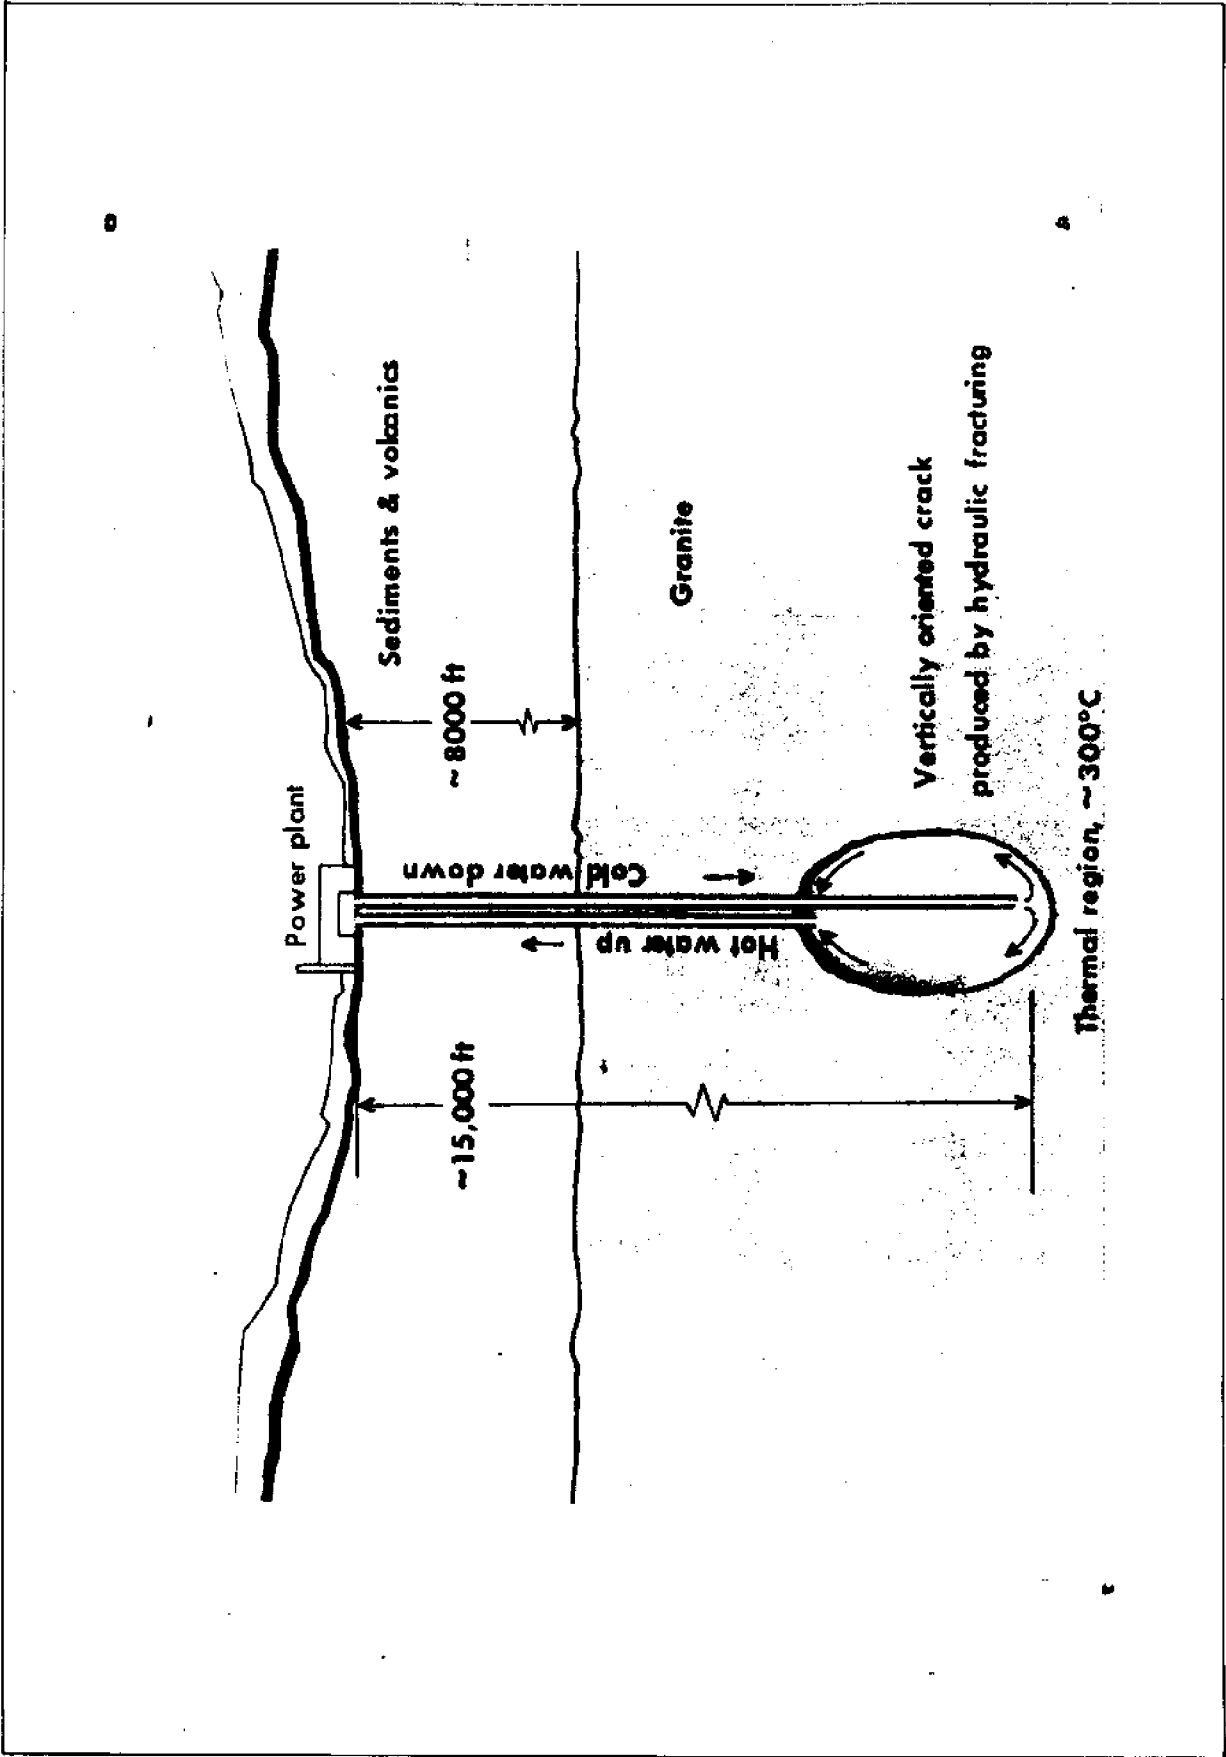 Power plant
Sediments & volcanics
~8000 ft
~15,000 ft
Cold water down
Hot water up
Granite
Vertically oriented crack
produced by hydraulic fracturing
Thermal region, ~300°C